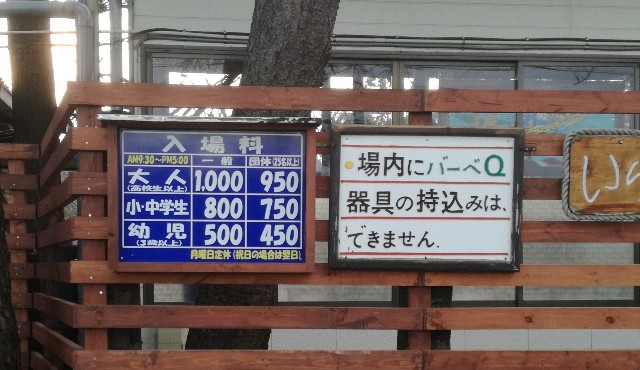 入場料
AM9:30～PM5:00 一般 団体(25名以上)
大人 1,000 950
(高校生以上)
小・中学生 800 750
幼児 500 450
(3歳以上)
月曜日定休(祝日の場合は翌日)
・場内にバーベQ
器具の持込みは、
できません.
い